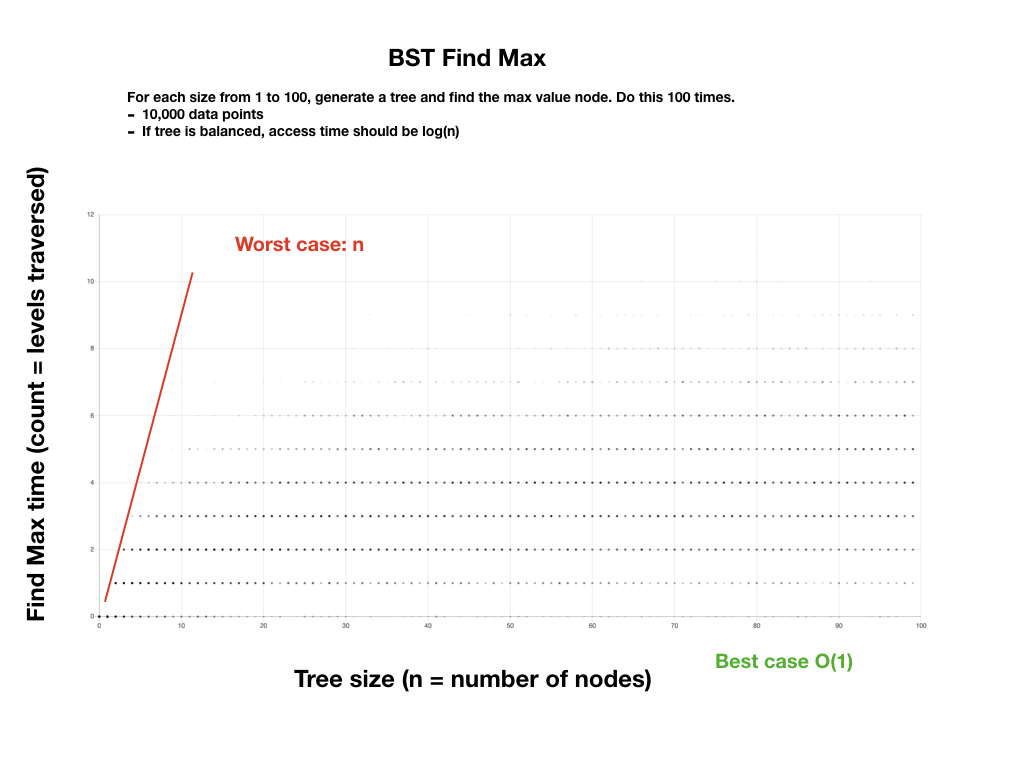 BST Find Max
For each size from 1 to 100, generate a tree and find the max value node. Do this 100 times.
- 10,000 data points
- If tree is balanced, access time should be log(n)
Find Max time (count = levels traversed)
12
10
8
6
4
2
0
Worst case: n
0 10 20 30 40 50 60 70 80 90 100
Best case O(1)
Tree size (n = number of nodes)